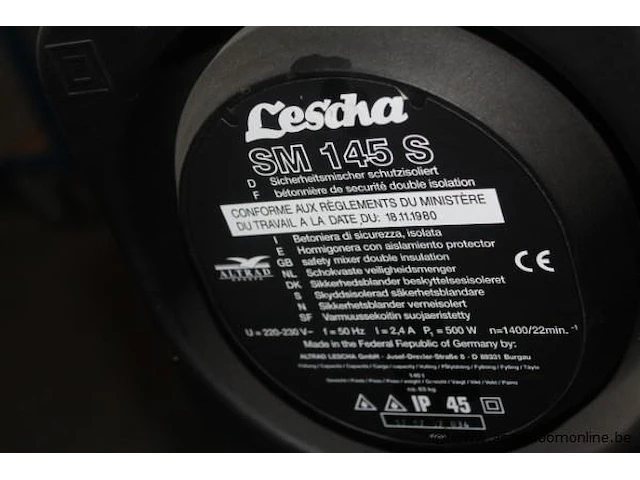 Lescha
SM 145 S
D Sicherheitsmischer schutzisoliert
F bétonnière de securité double isolation
CONFORME AUX RÈGLEMENTS DU MINISTÈRE
DU TRAVAIL A LA DATE DU: 18.11.1980
I Betoniera di sicurezza, isolata
E Hormigonera con aislamiento protector
GB safety mixer double insulation
NL Schokvaste veiligheidsmenger
DK Sikkerhedsblander beskyttelsesisoleret
S Skyddsisolerad säkerhetsblandare
N Sikkerhetsblander verneisolert
SF Varmuussekoitin suojaeristetty
ALTRAD
CE
U = 220-230 V~ f = 50 Hz I = 2,4 A P₁ = 500 W n=1400/22min.⁻¹
Made in the Federal Republic of Germany by:
ALTRAD LESCHA GmbH - Josef-Drexler-Straße 8 - D 89331 Burgau
140 l
ca. 63 kg
IP 45